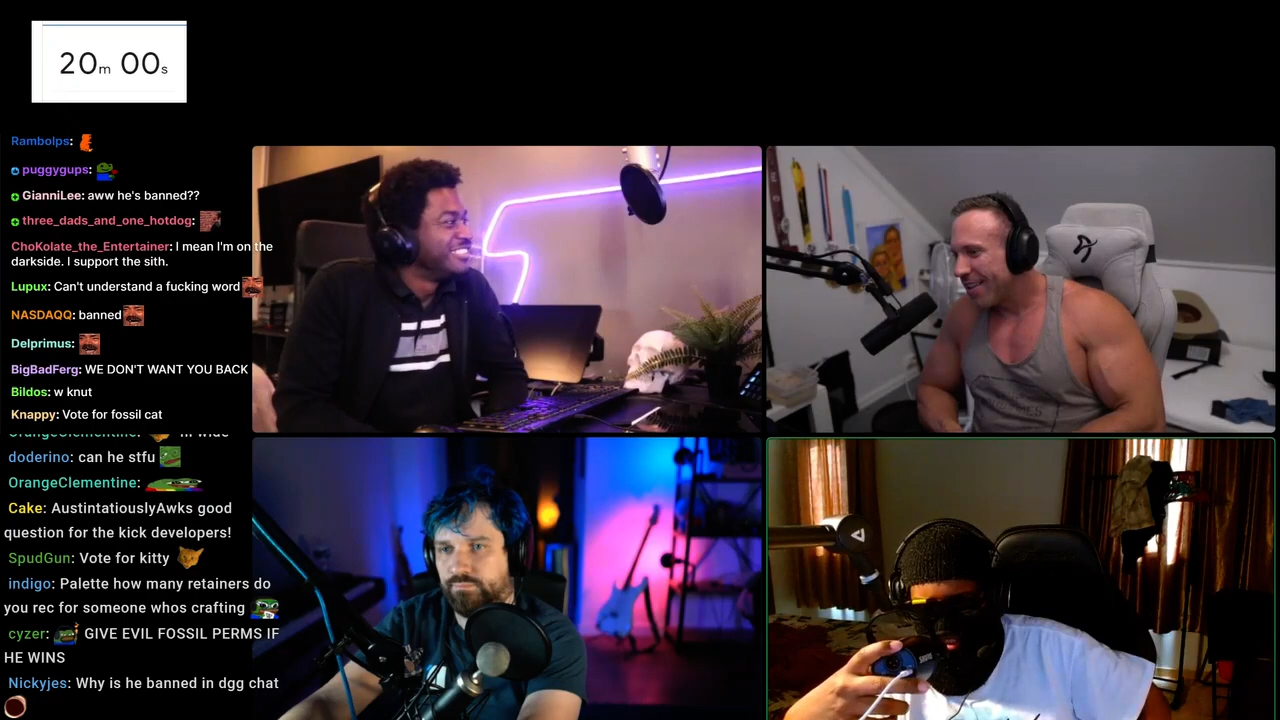 20m 00s
Rambolps:
puggygups:
GianniLee: aww he's banned??
three_dads_and_one_hotdog:
ChoKolate_the_Entertainer: I mean I'm on the
darkside. I support the sith.
Lupux: Can't understand a fucking word
NASDAQQ: banned
Delprimus:
BigBadFerg: WE DON'T WANT YOU BACK
Bildos: w knut
Knappy: Vote for fossil cat
OrangeClementine: m wide
doderino: can he stfu
OrangeClementine:
Cake: AustintatiouslyAwks good
question for the kick developers!
SpudGun: Vote for kitty
indigo: Palette how many retainers do
you rec for someone whos crafting
cyzer: GIVE EVIL FOSSIL PERMS IF
HE WINS
Nickyjes: Why is he banned in dgg chat